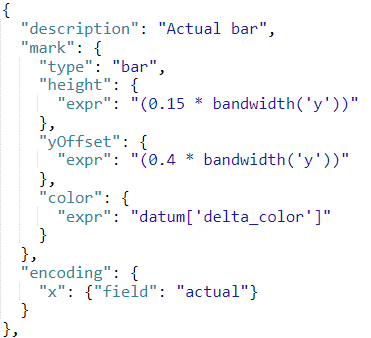 {
  "description": "Actual bar",
  "mark": {
    "type": "bar",
    "height": {
      "expr": "(0.15 * bandwidth('y'))"
    },
    "yOffset": {
      "expr": "(0.4 * bandwidth('y'))"
    },
    "color": {
      "expr": "datum['delta_color']"
    }
  },
  "encoding": {
    "x": {"field": "actual"}
  }
},